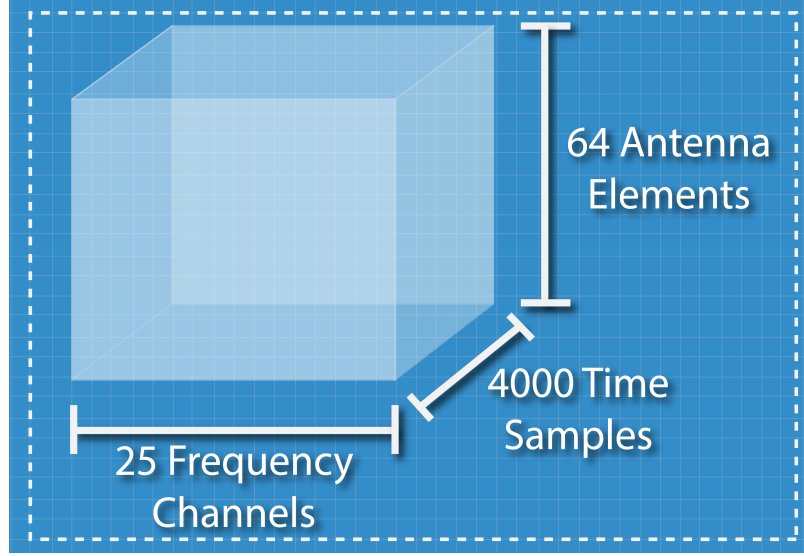 64 Antenna
Elements
4000 Time
Samples
25 Frequency
Channels